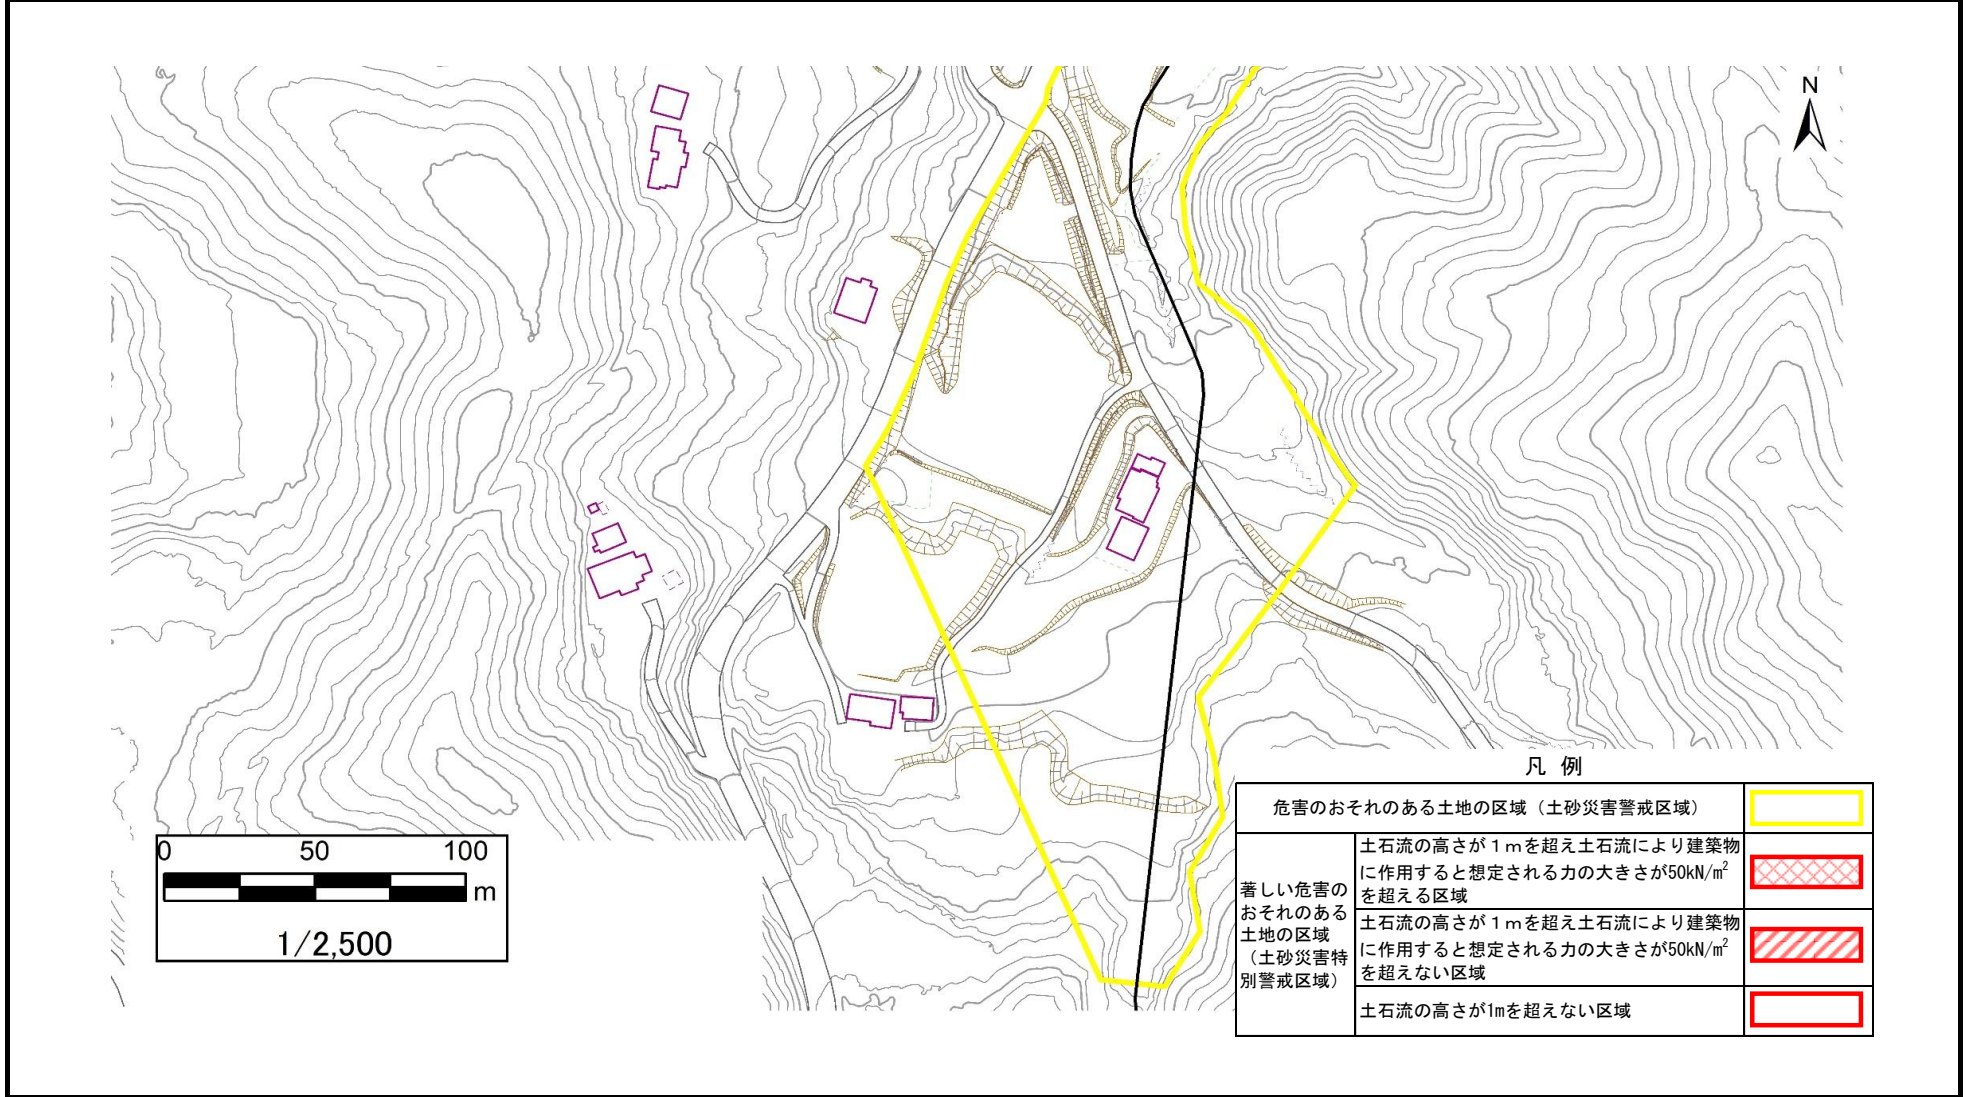 N
凡 例
危害のおそれのある土地の区域（土砂災害警戒区域）
著しい危害の
おそれのある
土地の区域
（土砂災害特
別警戒区域）
土石流の高さが１ｍを超え土石流により建築物
に作用すると想定される力の大きさが50kN/m²
を超える区域
土石流の高さが１ｍを超え土石流により建築物
に作用すると想定される力の大きさが50kN/m²
を超えない区域
土石流の高さが1mを超えない区域
0 50 100
m
1/2,500